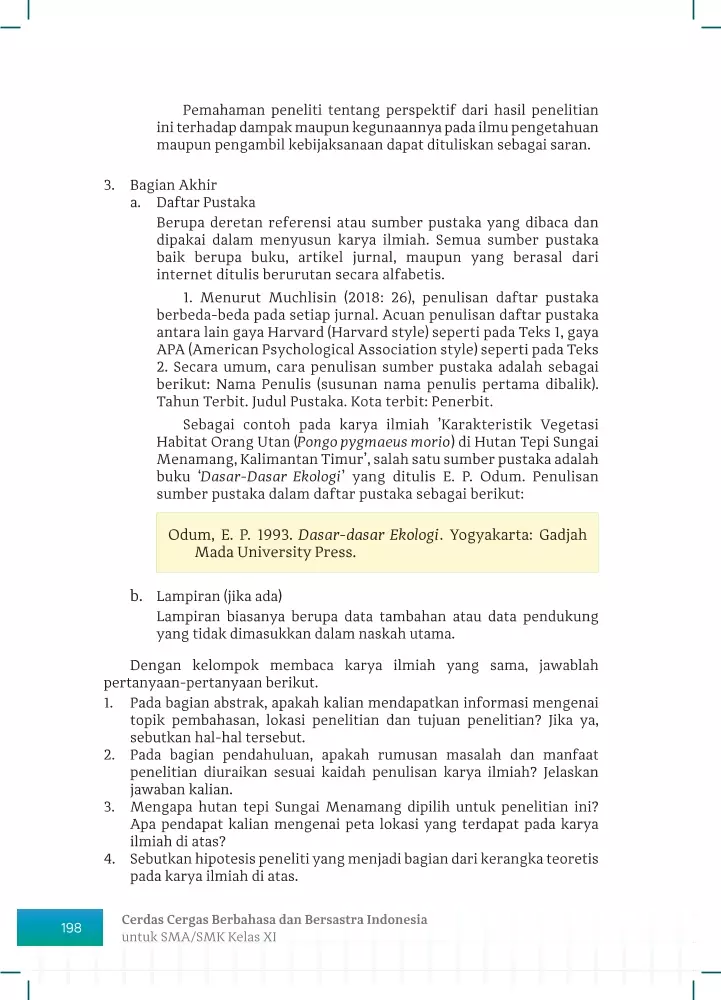 Pemahaman peneliti tentang perspektif dari hasil penelitian
ini terhadap dampak maupun kegunaannya pada ilmu pengetahuan
maupun pengambil kebijaksanaan dapat dituliskan sebagai saran.
3. Bagian Akhir
a. Daftar Pustaka
Berupa deretan referensi atau sumber pustaka yang dibaca dan
dipakai dalam menyusun karya ilmiah. Semua sumber pustaka
baik berupa buku, artikel jurnal, maupun yang berasal dari
internet ditulis berurutan secara alfabetis.
1. Menurut Muchlisin (2018: 26), penulisan daftar pustaka
berbeda-beda pada setiap jurnal. Acuan penulisan daftar pustaka
antara lain gaya Harvard (Harvard style) seperti pada Teks 1, gaya
APA (American Psychological Association style) seperti pada Teks
2. Secara umum, cara penulisan sumber pustaka adalah sebagai
berikut: Nama Penulis (susunan nama penulis pertama dibalik).
Tahun Terbit. Judul Pustaka. Kota terbit: Penerbit.
Sebagai contoh pada karya ilmiah ’Karakteristik Vegetasi
Habitat Orang Utan (Pongo pygmaeus morio) di Hutan Tepi Sungai
Menamang, Kalimantan Timur’, salah satu sumber pustaka adalah
buku ‘Dasar-Dasar Ekologi’ yang ditulis E. P. Odum. Penulisan
sumber pustaka dalam daftar pustaka sebagai berikut:
Odum, E. P. 1993. Dasar-dasar Ekologi. Yogyakarta: Gadjah
Mada University Press.
b. Lampiran (jika ada)
Lampiran biasanya berupa data tambahan atau data pendukung
yang tidak dimasukkan dalam naskah utama.
Dengan kelompok membaca karya ilmiah yang sama, jawablah
pertanyaan-pertanyaan berikut.
1. Pada bagian abstrak, apakah kalian mendapatkan informasi mengenai
topik pembahasan, lokasi penelitian dan tujuan penelitian? Jika ya,
sebutkan hal-hal tersebut.
2. Pada bagian pendahuluan, apakah rumusan masalah dan manfaat
penelitian diuraikan sesuai kaidah penulisan karya ilmiah? Jelaskan
jawaban kalian.
3. Mengapa hutan tepi Sungai Menamang dipilih untuk penelitian ini?
Apa pendapat kalian mengenai peta lokasi yang terdapat pada karya
ilmiah di atas?
4. Sebutkan hipotesis peneliti yang menjadi bagian dari kerangka teoretis
pada karya ilmiah di atas.
198
Cerdas Cergas Berbahasa dan Bersastra Indonesia
untuk SMA/SMK Kelas XI